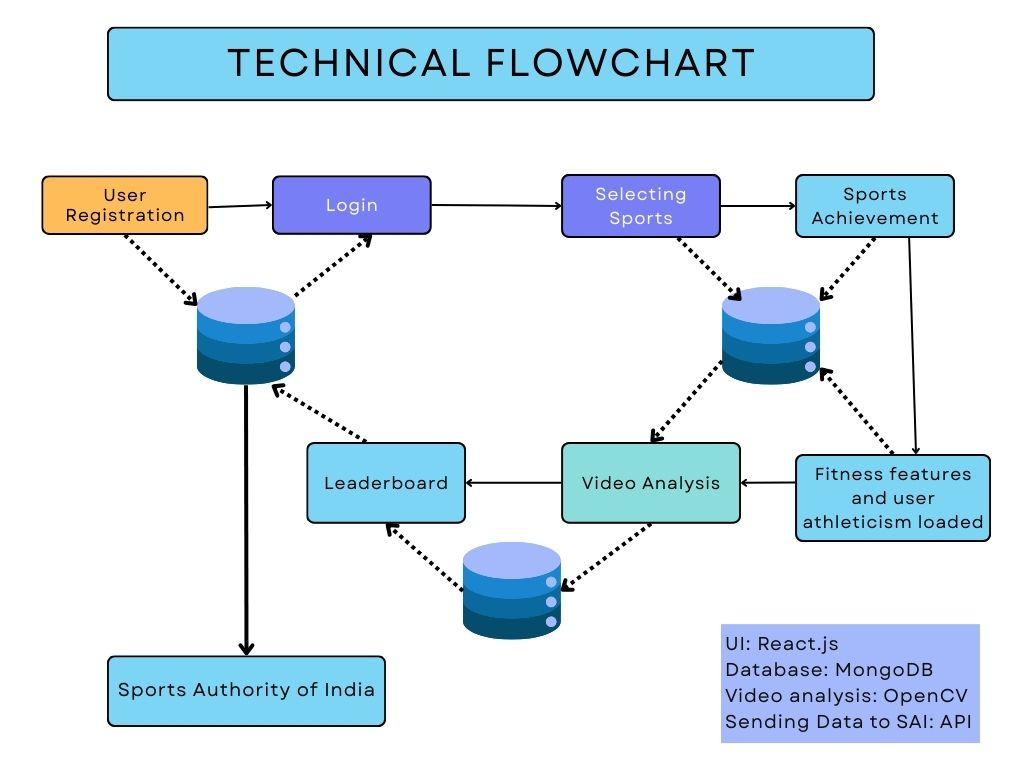 TECHNICAL FLOWCHART
User
Registration
Login
Selecting
Sports
Sports
Achievement
Leaderboard
Video Analysis
Fitness features
and user
athleticism loaded
Sports Authority of India
UI: React.js
Database: MongoDB
Video analysis: OpenCV
Sending Data to SAI: API